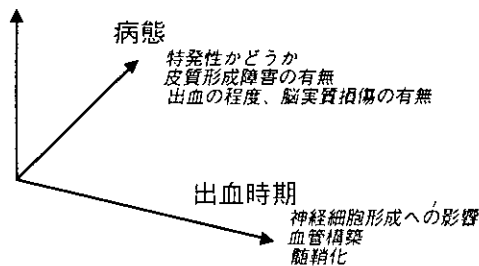 病態
特発性かどうか
皮質形成障害の有無
出血の程度、脳実質損傷の有無
出血時期
神経細胞形成への影響
血管構築
髄鞘化